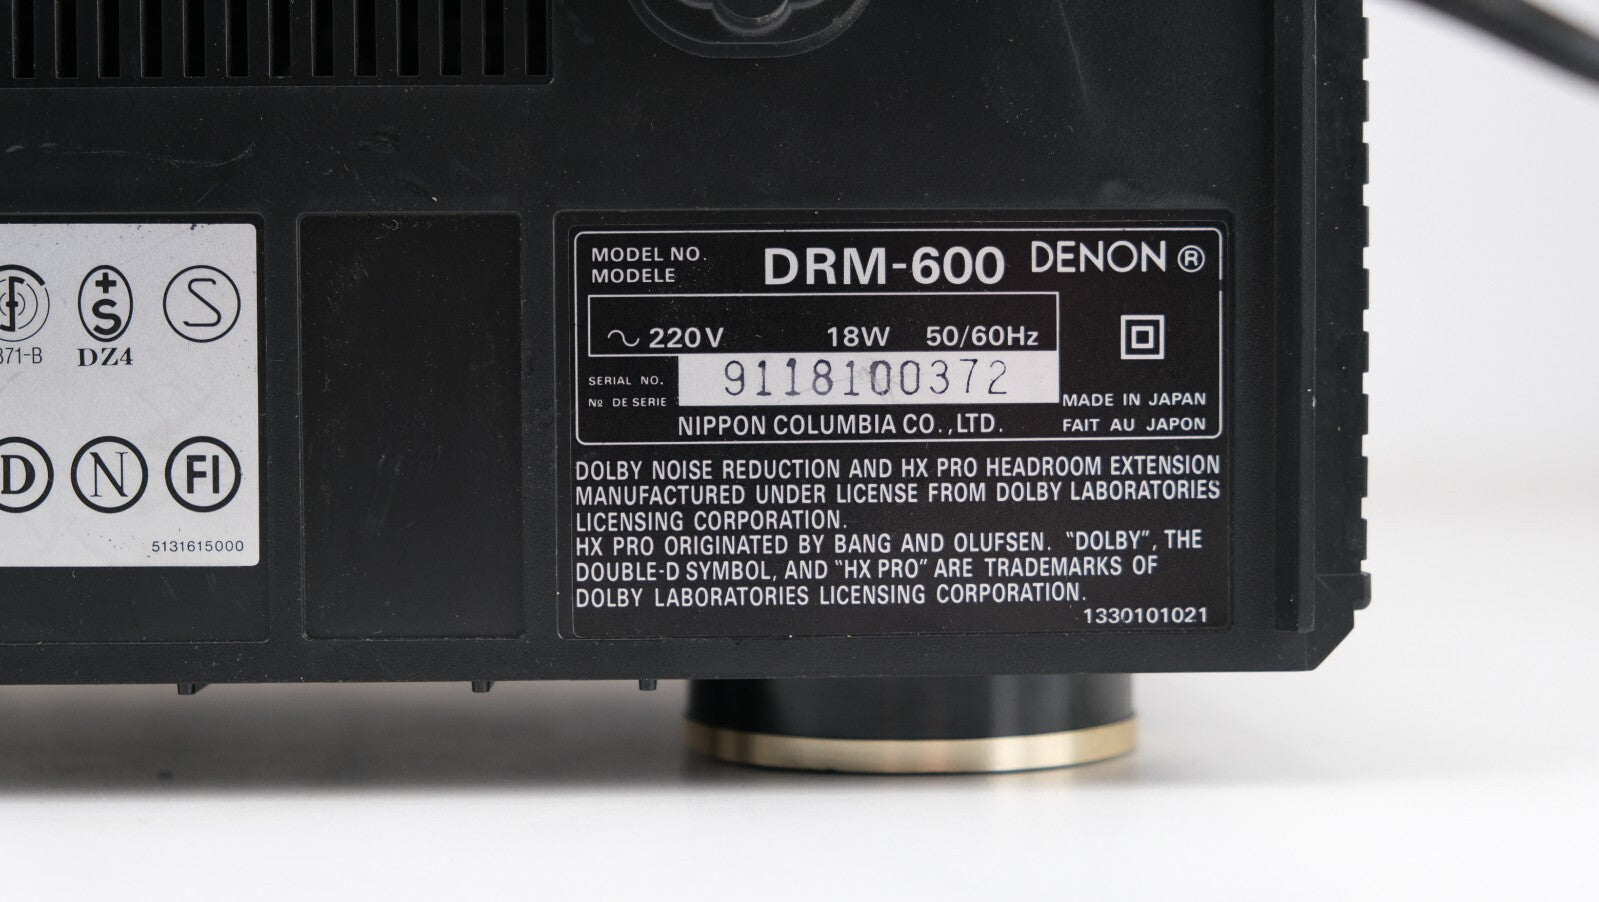 871-B
+S
DZ4
S
D
N
FI
5131615000
MODEL NO.
MODELE
DRM-600
DENON ®
~ 220V 18W 50/60Hz
SERIAL NO.
Nº DE SERIE
9118100372
NIPPON COLUMBIA CO.,LTD.
MADE IN JAPAN
FAIT AU JAPON
DOLBY NOISE REDUCTION AND HX PRO HEADROOM EXTENSION
MANUFACTURED UNDER LICENSE FROM DOLBY LABORATORIES
LICENSING CORPORATION.
HX PRO ORIGINATED BY BANG AND OLUFSEN. "DOLBY", THE
DOUBLE-D SYMBOL, AND "HX PRO" ARE TRADEMARKS OF
DOLBY LABORATORIES LICENSING CORPORATION.
1330101021